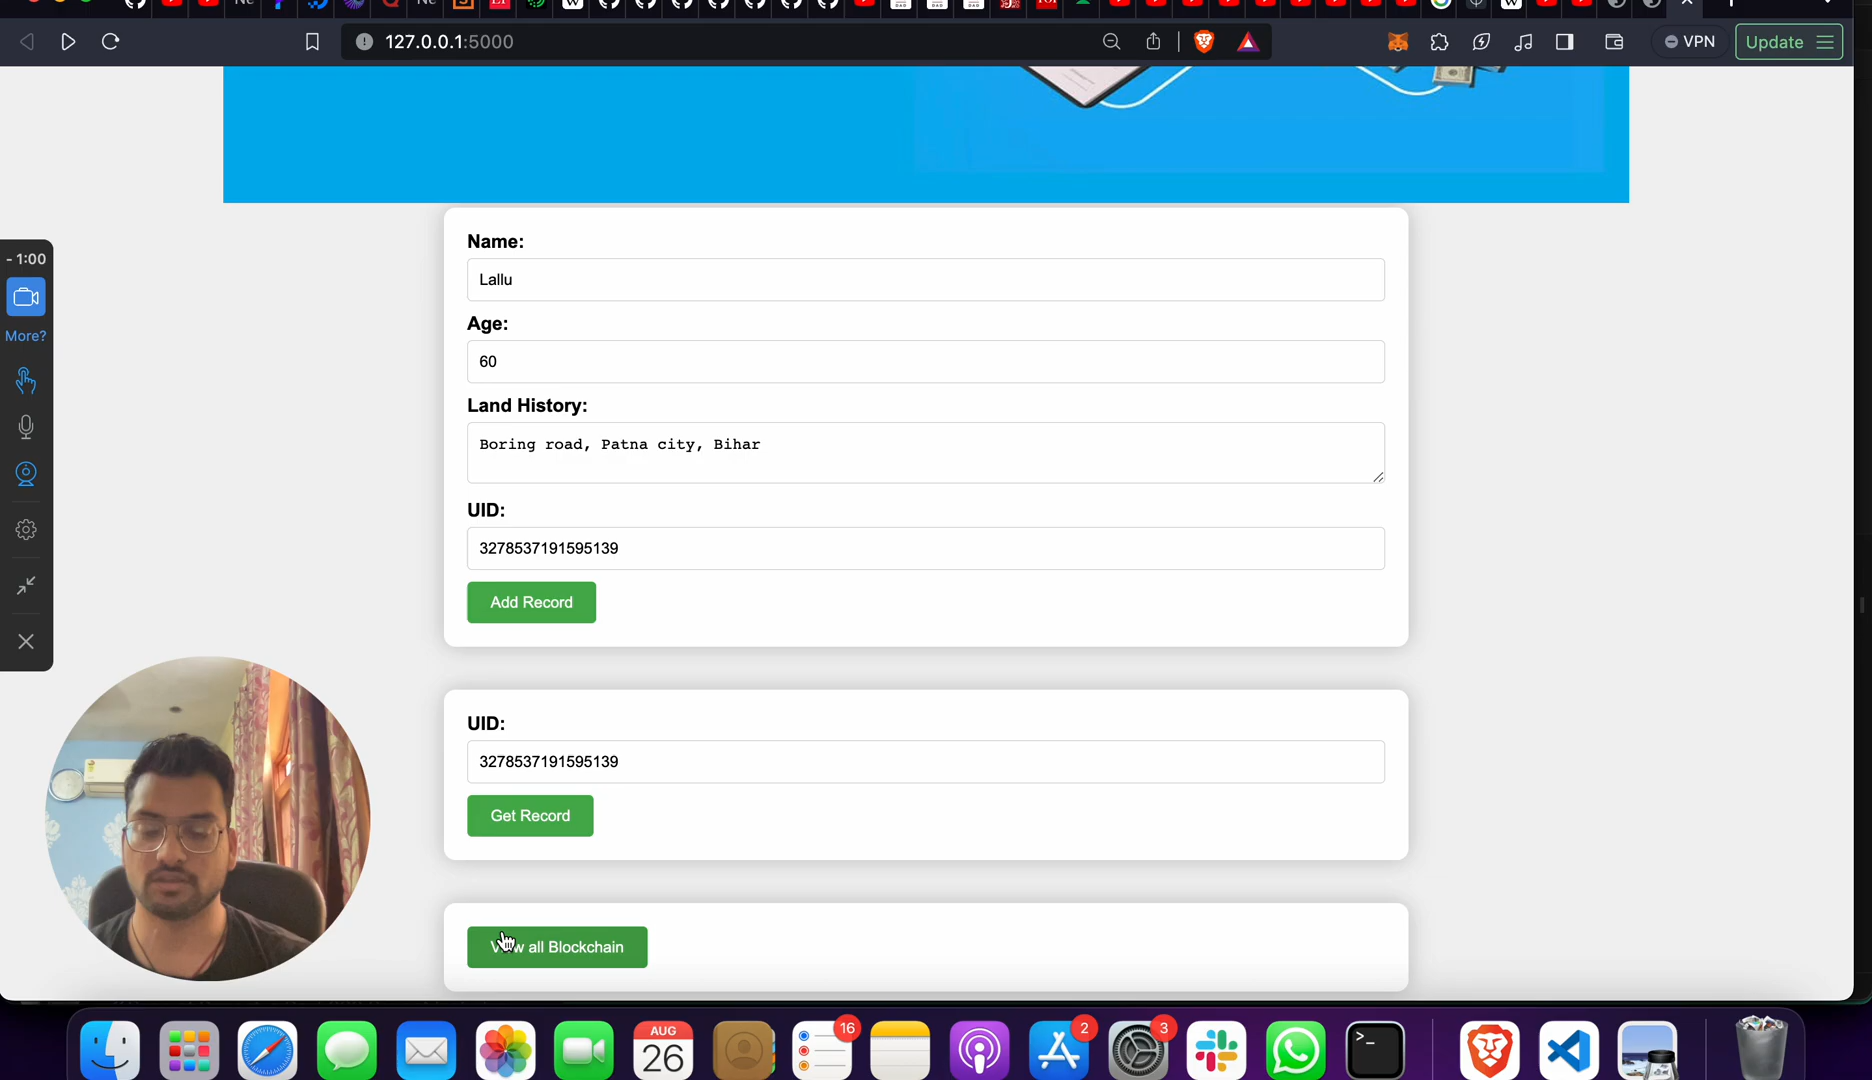 127.0.0.1:5000
VPN
Update
- 1:00
More?
Name:
Lallu
Age:
60
Land History:
Boring road, Patna city, Bihar
UID:
3278537191595139
Add Record
UID:
3278537191595139
Get Record
all Blockchain
AUG
26
16
2
3
>_